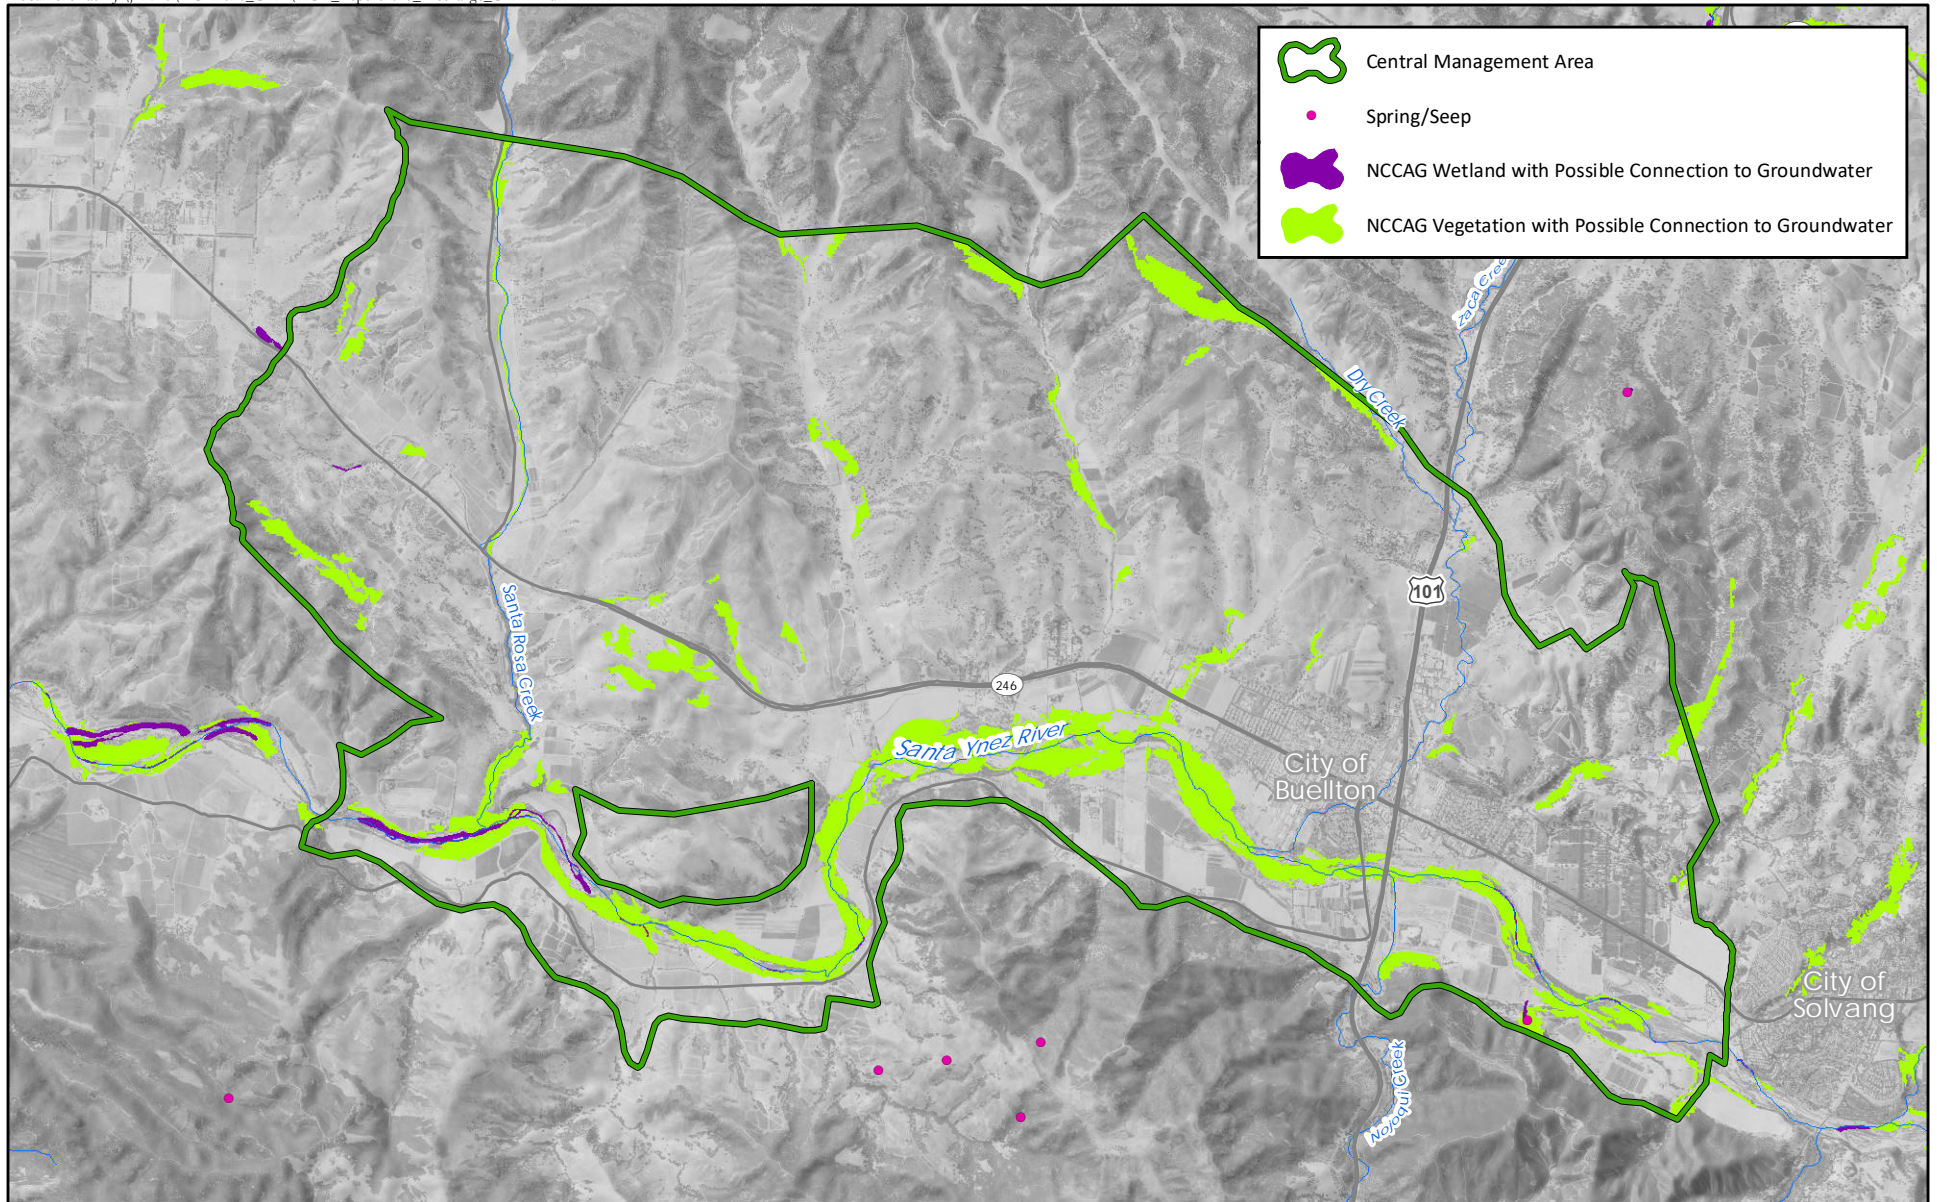 Central Management Area
Spring/Seep
NCCAG Wetland with Possible Connection to Groundwater
NCCAG Vegetation with Possible Connection to Groundwater
Zaca Creek
Dry Creek
101
Santa Rosa Creek
246
Santa Ynez River
City of
Buellton
City of
Solvang
Nojoqui Creek